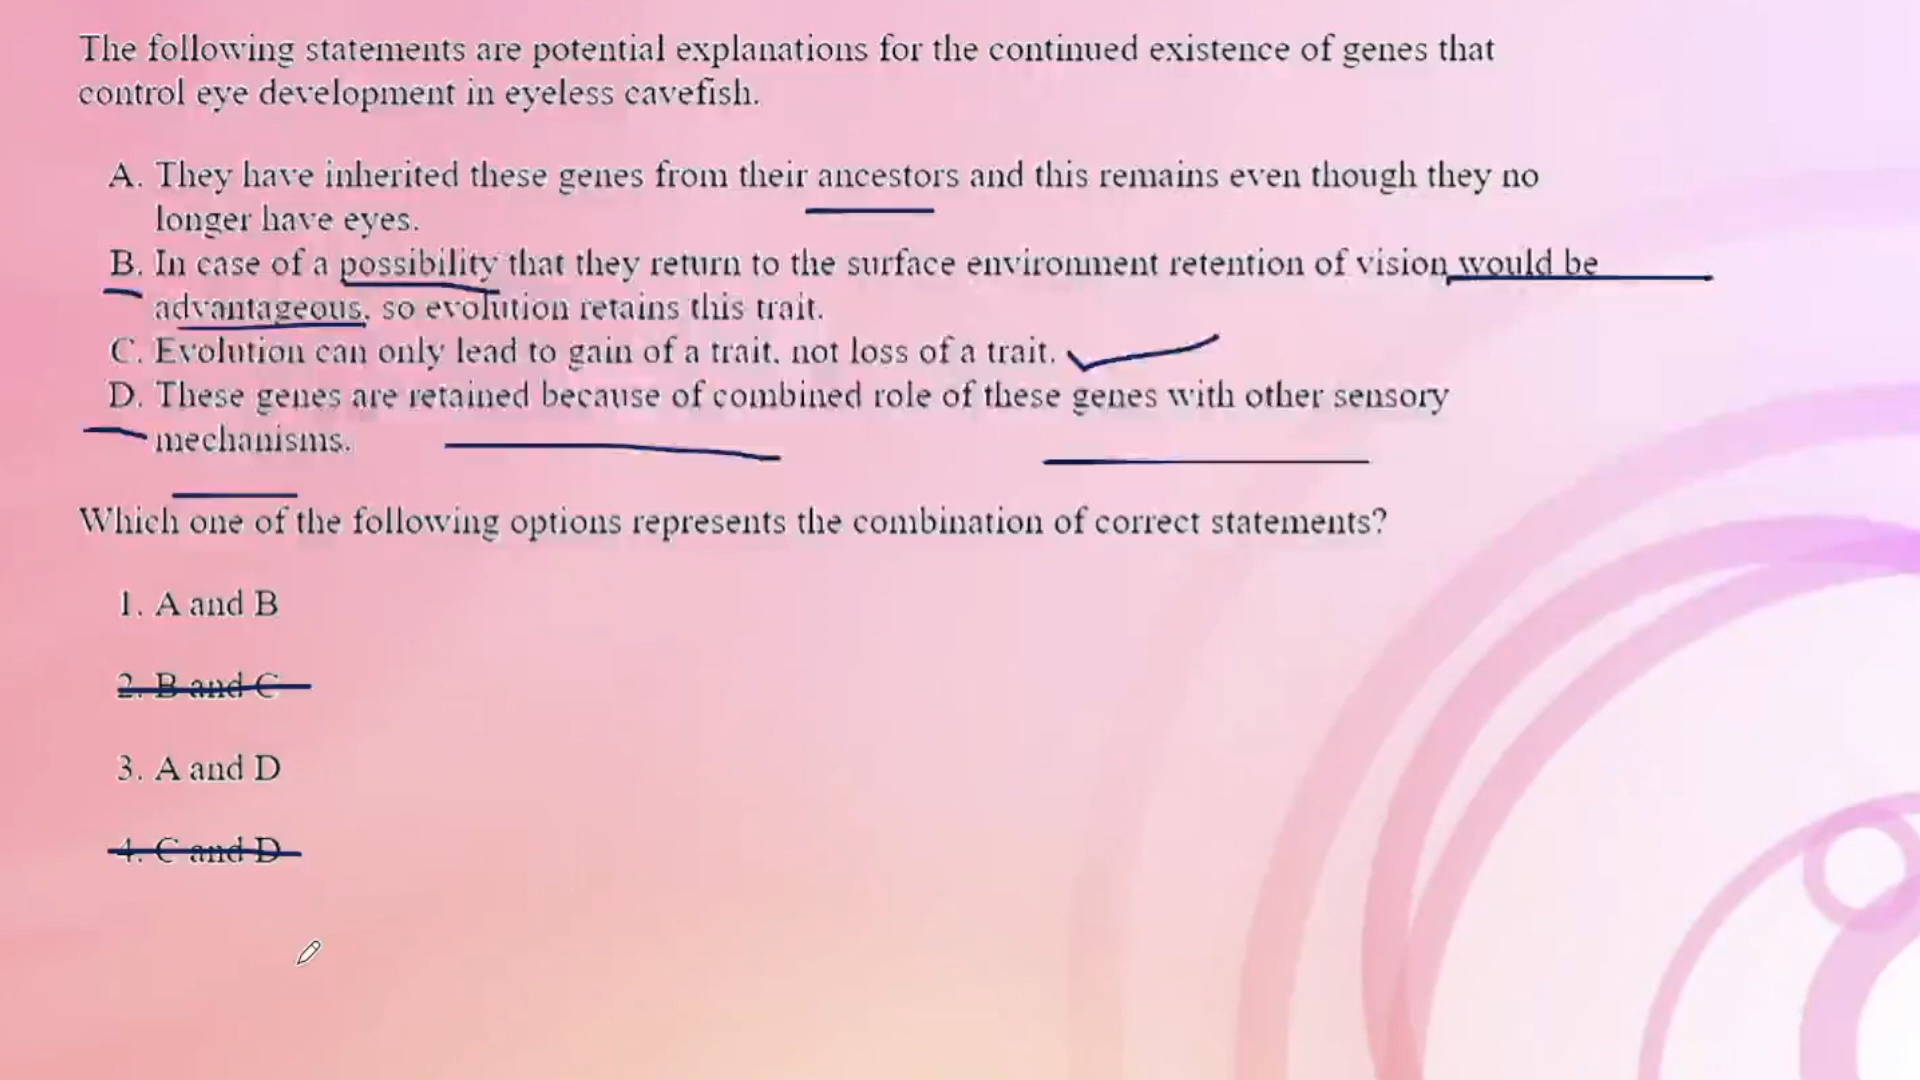 The following statements are potential explanations for the continued existence of genes that
control eye development in eyeless cavefish.
A. They have inherited these genes from their ancestors and this remains even though they no
longer have eyes.
B. In case of a possibility that they return to the surface environment retention of vision would be
advantageous, so evolution retains this trait.
C. Evolution can only lead to gain of a trait, not loss of a trait.
D. These genes are retained because of combined role of these genes with other sensory
mechanisms.
Which one of the following options represents the combination of correct statements?
1. A and B
2. B and C
3. A and D
4. C and D